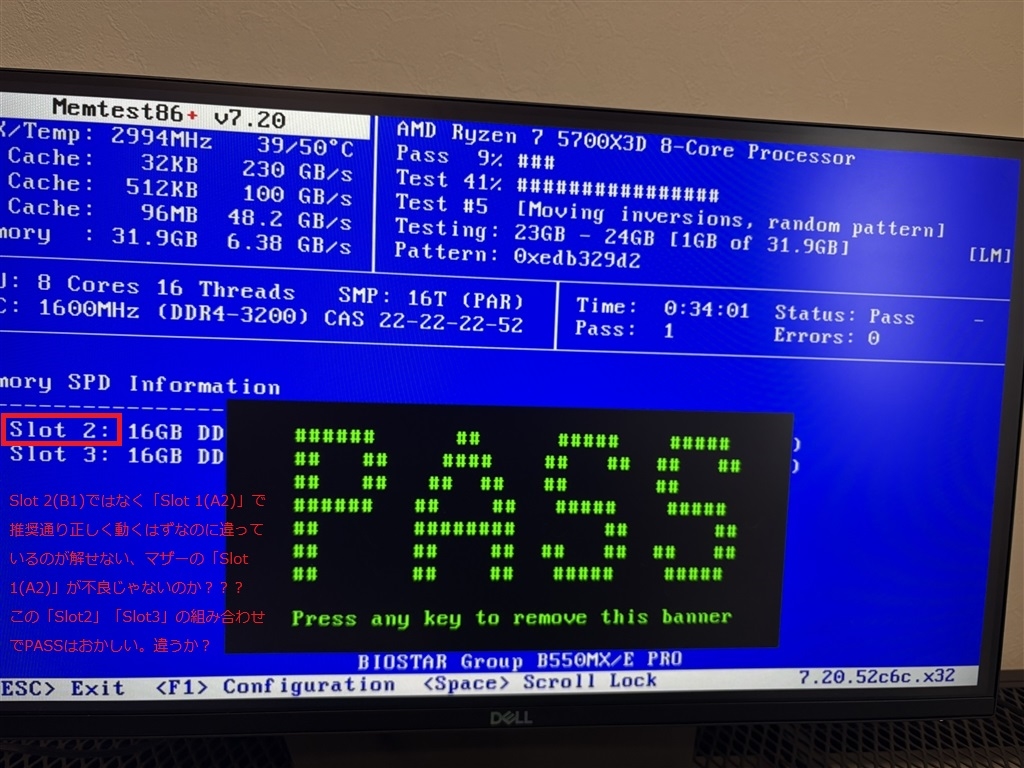 Memtest86+ v7.20
AMD Ryzen 7 5700X3D 8-Core Processor
X/Temp: 2994MHz 39/50°C
Pass 9% ###
Cache: 32KB 230 GB/s
Test 41% ################
Cache: 512KB 100 GB/s
Test #5 [Moving inversions, random pattern]
Cache: 96MB 48.2 GB/s
Testing: 23GB - 24GB [1GB of 31.9GB] [LM]
mory : 31.9GB 6.38 GB/s
Pattern: 0xedb329d2
U: 8 Cores 16 Threads SMP: 16T (PAR)
Time: 0:34:01 Status: Pass
C: 1600MHz (DDR4-3200) CAS 22-22-22-52
Pass: 1 Errors: 0
mory SPD Information
Slot 2: 16GB DD
Slot 3: 16GB DD
PASS
Slot 2(B1)ではなく「Slot 1(A2)」で
推奨通り正しく動くはずなのに違って
いるのが解せない、マザーの「Slot
1(A2)」が不良じゃないのか？？？
この「Slot2」「Slot3」の組み合わせ
でPASSはおかしい。違うか？
Press any key to remove this banner
BIOSTAR Group B550MX/E PRO
ESC> Exit <F1> Configuration <Space> Scroll Lock 7.20.52c6c.x32
DELL